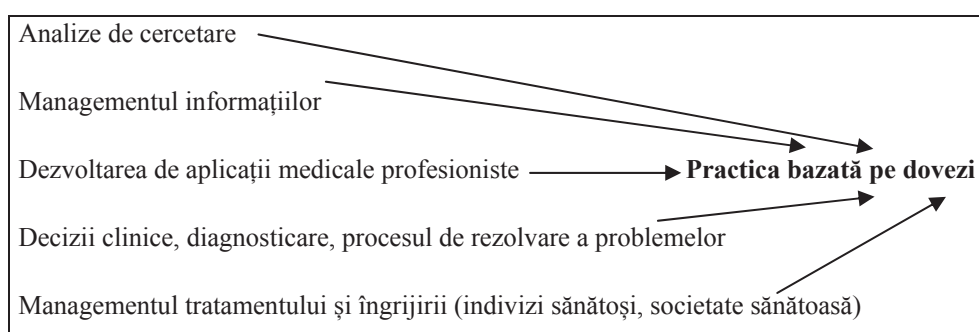 Analize de cercetare
Managementul informațiilor
Dezvoltarea de aplicații medicale profesioniste
Practica bazată pe dovezi
Decizii clinice, diagnosticare, procesul de rezolvare a problemelor
Managementul tratamentului și îngrijirii (indivizi sănătoși, societate sănătoasă)